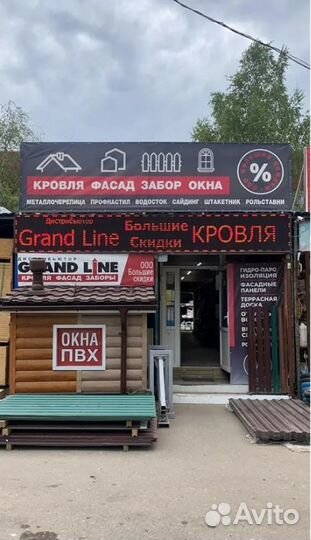 КРОВЛЯ ФАСАД ЗАБОР ОКНА
%
МЕТАЛЛОЧЕРЕПИЦА ПРОФНАСТИЛ ВОДОСТОК САЙДИНГ ШТАКЕТНИК РОЛЬСТАВНИ
Дистрибьютор
Grand Line Большие Скидки КРОВЛЯ
GRAND LINE
КРОВЛЯ ФАСАД ЗАБОРЫ
ООО
Большие
СКИДКИ
ГИДРО-ПАРО
ИЗОЛЯЦИЯ
ФАСАДНЫЕ
ПАНЕЛИ
ТЕРРАСНАЯ
ДОСКА
ОКНА
ПВХ
Avito